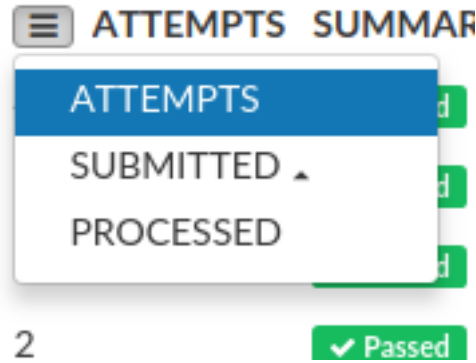 ATTEMPTS SUMMAR
ATTEMPTS
d
SUBMITTED
d
PROCESSED
d
2 Passed